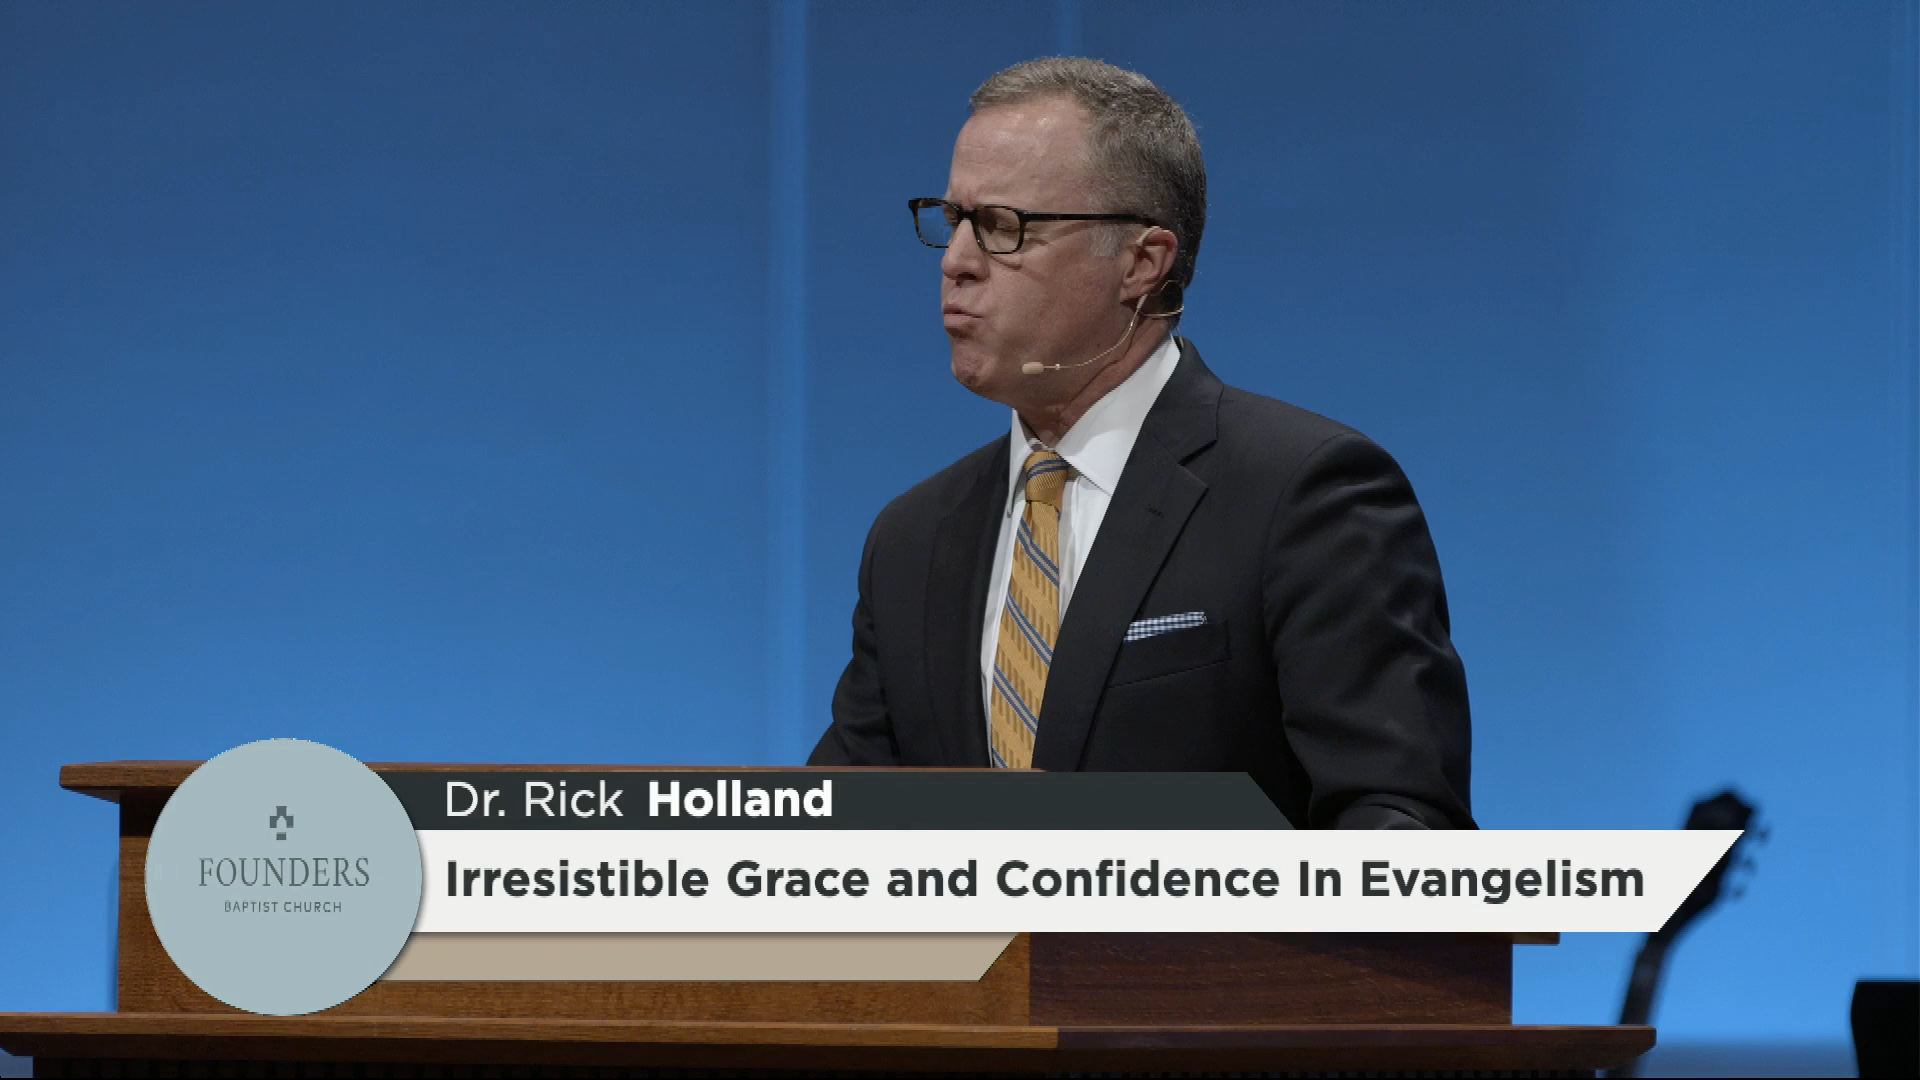 Dr. Rick Holland
Irresistible Grace and Confidence In Evangelism
FOUNDERS
BAPTIST CHURCH